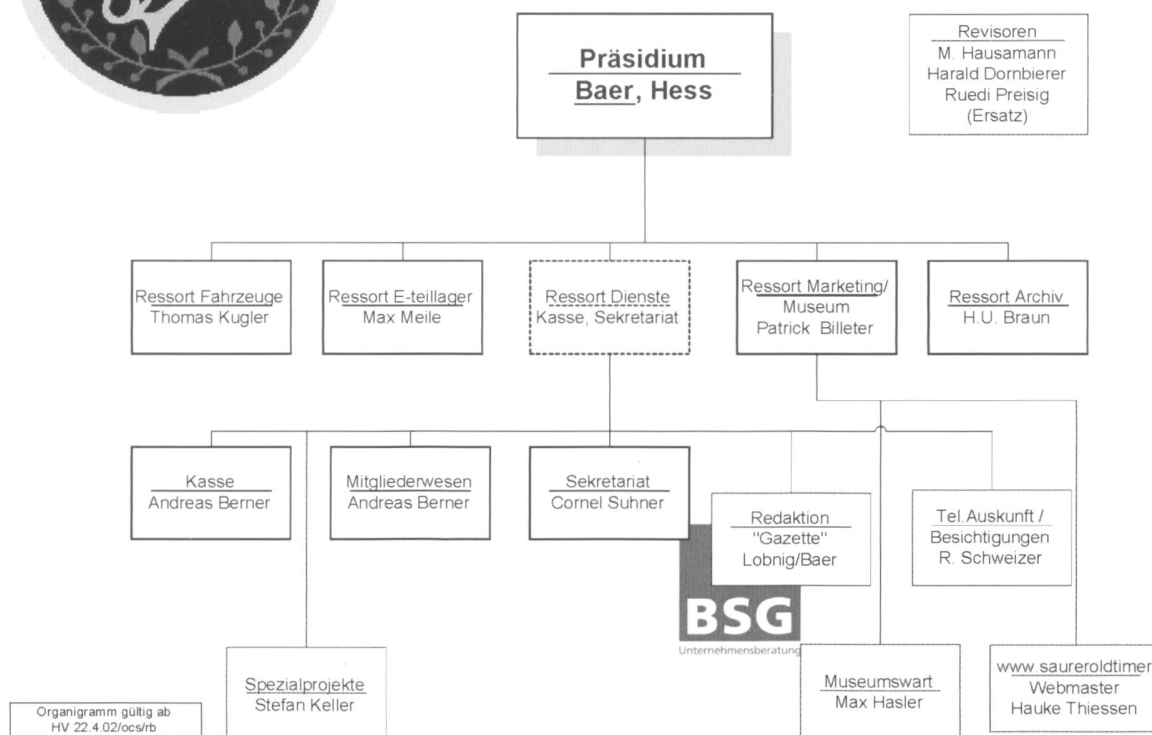 Präsidium
Baer, Hess
Revisoren
M. Hausamann
Harald Dornbierer
Ruedi Preisig
(Ersatz)
Ressort Fahrzeuge
Thomas Kugler
Ressort E-teillager
Max Meile
Ressort Dienste
Kasse, Sekretariat
Ressort Marketing/
Museum
Patrick Billeter
Ressort Archiv
H.U. Braun
Kasse
Andreas Berner
Mitgliederwesen
Andreas Berner
Sekretariat
Cornel Suhner
Redaktion
"Gazette"
Lobnig/Baer
Tel.Auskunft /
Besichtigungen
R. Schweizer
BSG
Unternehmensberatung
Spezialprojekte
Stefan Keller
Museumswart
Max Hasler
www.saureroldtimer
Webmaster
Hauke Thiessen
Organigramm gültig ab
HV 22.4.02/ocs/rb